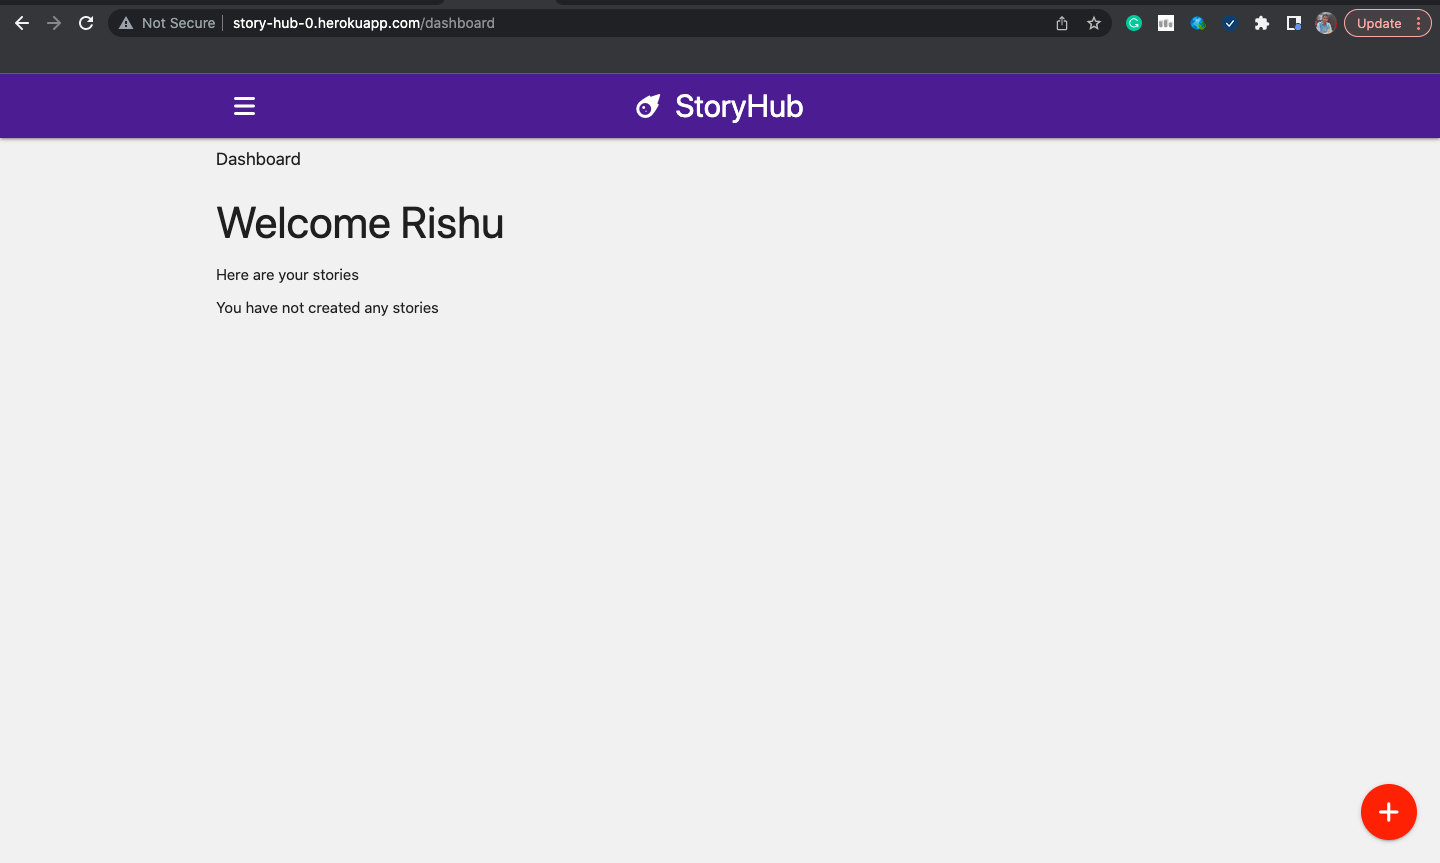 Not Secure story-hub-0.herokuapp.com/dashboard Update
StoryHub
Dashboard
Welcome Rishu
Here are your stories
You have not created any stories